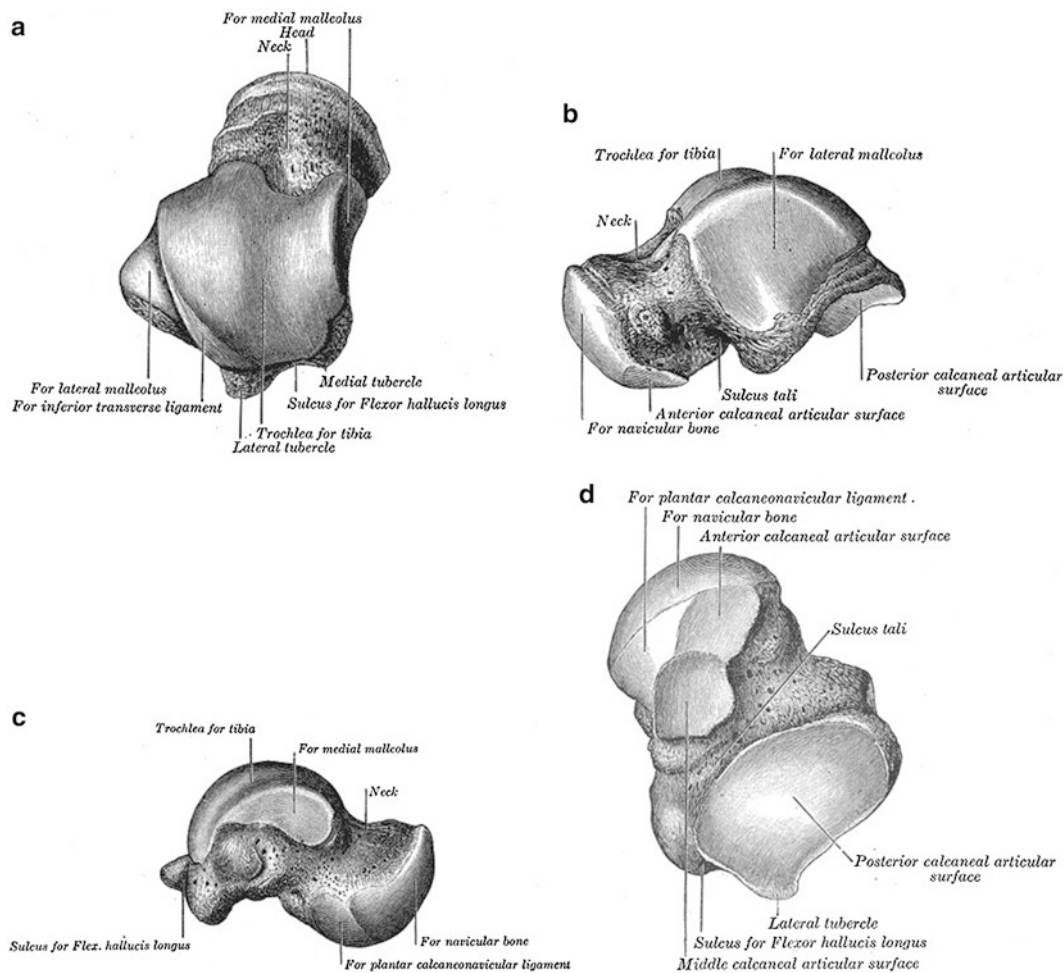 a
For medial malleolus
Head
Neck
For lateral malleolus
For inferior transverse ligament
Medial tubercle
Sulcus for Flexor hallucis longus
Trochlea for tibia
Lateral tubercle
b
Trochlea for tibia
For lateral mallcolus
Neck
Posterior calcaneal articular
surface
Sulcus tali
Anterior calcaneal articular surface
For navicular bone
c
Trochlea for tibia
For medial mallcolus
Neck
Sulcus for Flex. hallucis longus
For navicular bone
For plantar calcanconavicular ligament
d
For plantar calcaneonavicular ligament .
For navicular bone
Anterior calcaneal articular surface
Sulcus tali
Posterior calcaneal articular
surface
Lateral tubercle
Sulcus for Flexor hallucis longus
Middle calcaneal articular surface